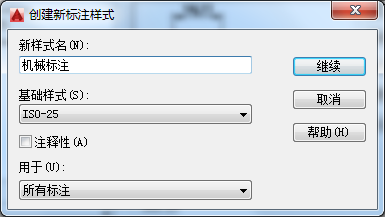 创建新标注样式
新样式名(N):
机械标注
继续
基础样式(S):
ISO-25
取消
注释性(A)
帮助(H)
用于(U):
所有标注